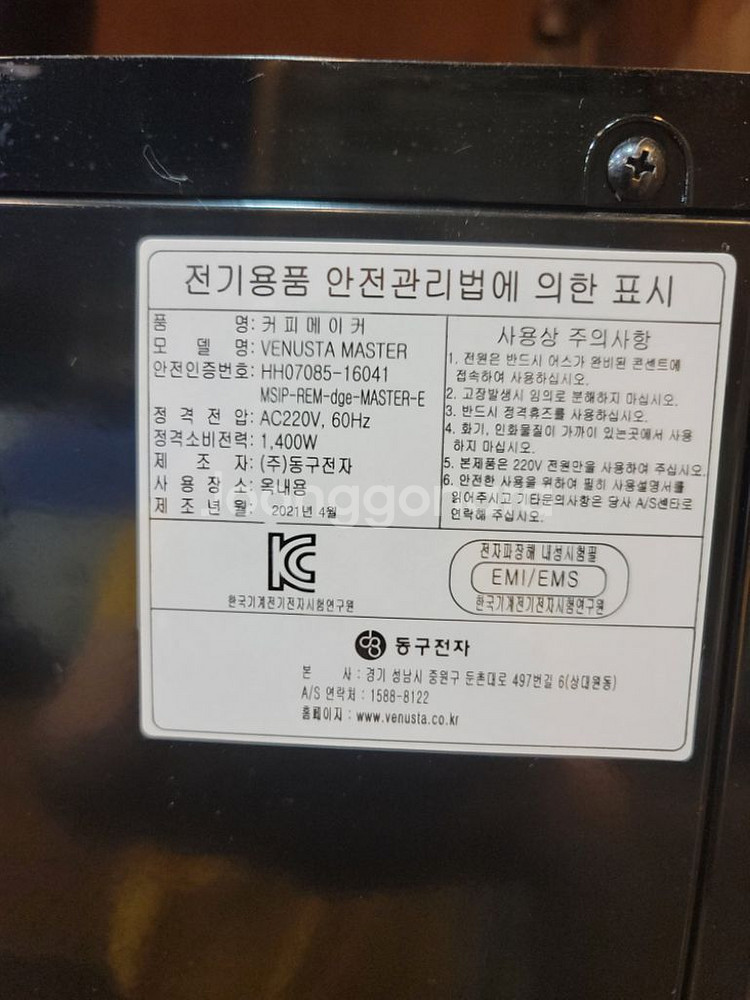 전기용품 안전관리법에 의한 표시
품 명: 커피메이커
모 델 명: VENUSTA MASTER
안전인증번호: HH07085-16041
MSIP-REM-dge-MASTER-E
정 격 전 압: AC220V, 60Hz
정격소비전력: 1,400W
제 조 자: (주)동구전자
사 용 장 소: 옥내용
제 조 년 월: 2021년 4월
사용상 주의사항
1. 전원은 반드시 어스가 완비된 콘센트에
접속하여 사용하십시오.
2. 고장발생시 임의로 분해하지 마십시오.
3. 반드시 정격휴즈를 사용하십시오.
4. 화기, 인화물질이 가까이 있는곳에서 사용
하지 마십시오.
5. 본제품은 220V 전원만을 사용하여 주십시오.
6. 안전한 사용을 위하여 필히 사용설명서를
읽어주시고 기타문의사항은 당사 A/S센타로
연락해 주십시오.
한국기계전기전자시험연구원
전자파장해 내성시험필
EMI/EMS
한국기계전기전자시험연구원
동구전자
본 사 : 경기 성남시 중원구 둔촌대로 497번길 6(상대원동)
A/S 연락처 : 1588-8122
홈페이지 : www.venusta.co.kr